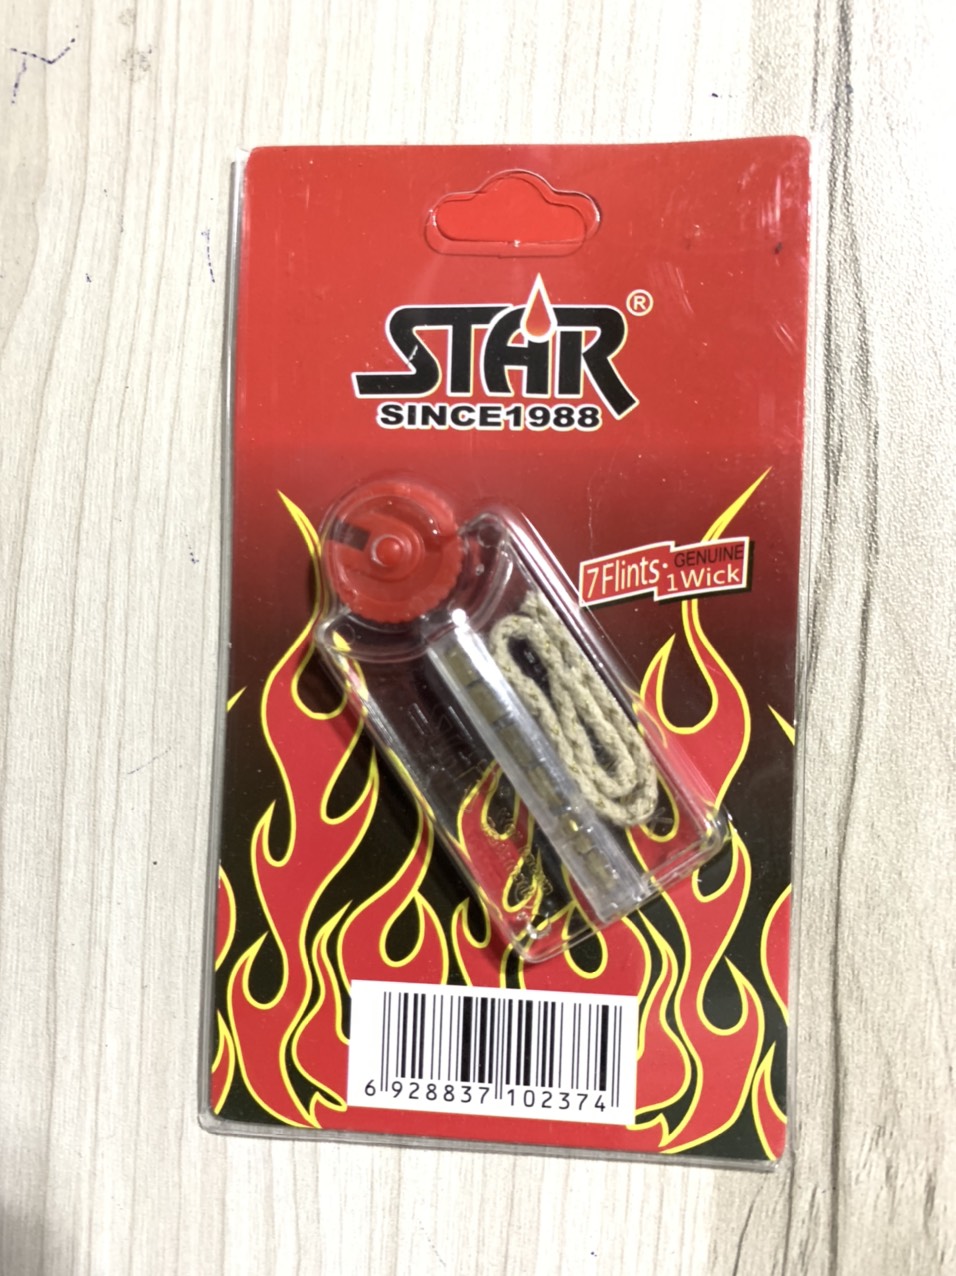 STAR®
SINCE1988
7Flints·
GENUINE
1Wick
6 928837 102374